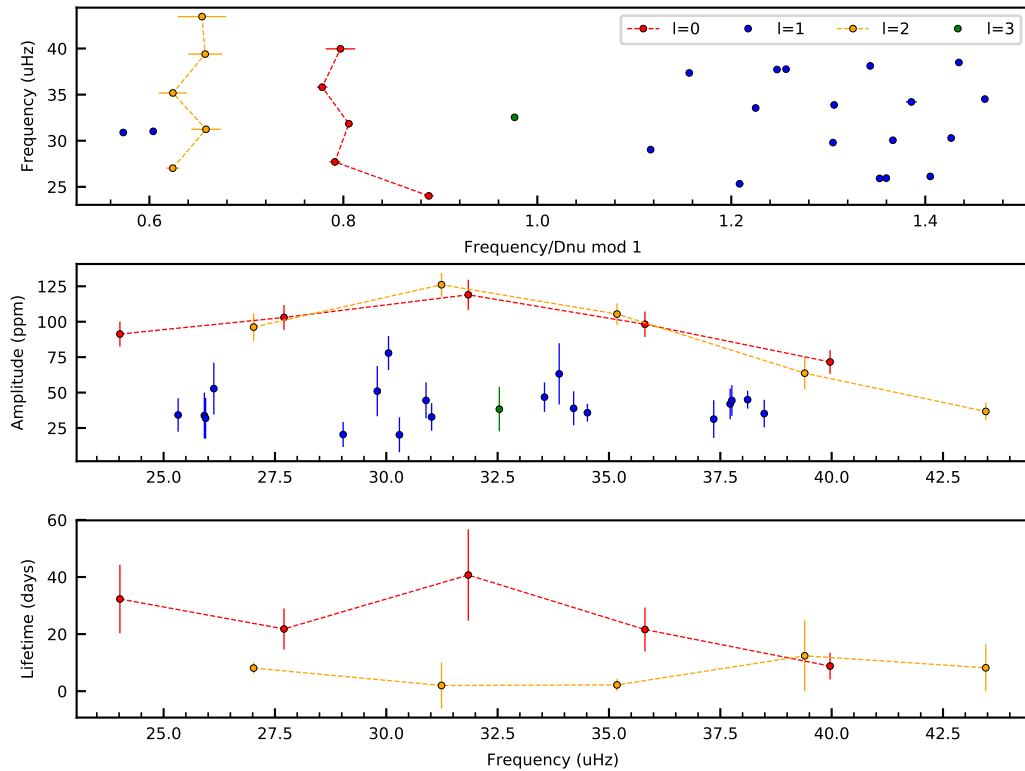 l=0 l=1 l=2 l=3
Frequency (uHz)
40
35
30
25
0.6 0.8 1.0 1.2 1.4
Frequency/Dnu mod 1
Amplitude (ppm)
125
100
75
50
25
25.0 27.5 30.0 32.5 35.0 37.5 40.0 42.5
Lifetime (days)
60
40
20
0
25.0 27.5 30.0 32.5 35.0 37.5 40.0 42.5
Frequency (uHz)